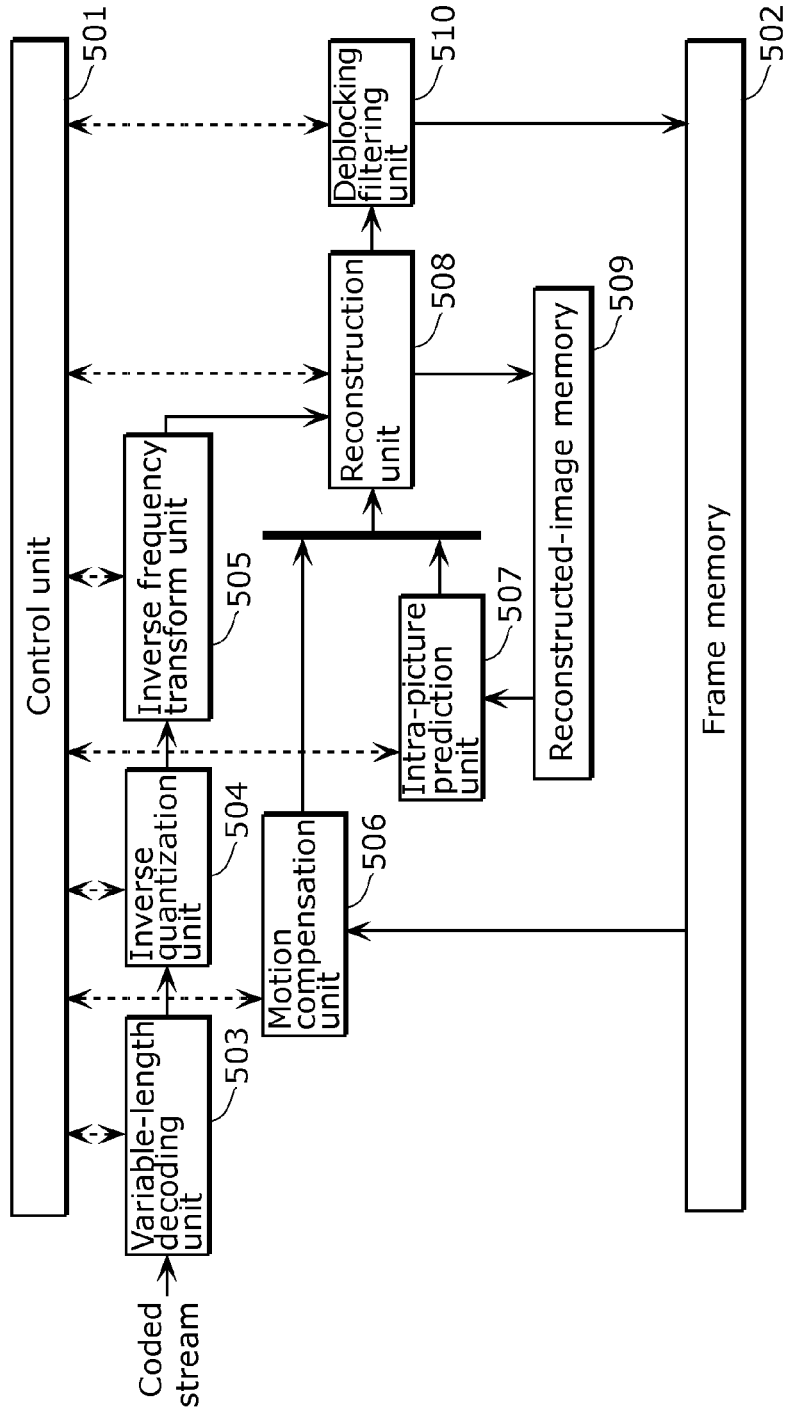 Control unit
501
Variable-length
decoding
unit
503
Inverse
quantization
unit
504
Inverse frequency
transform unit
505
Coded
stream
Motion
compensation
unit
506
Intra-picture
prediction
unit
507
Reconstruction
unit
508
Deblocking
filtering
unit
510
Reconstructed-image memory
509
Frame memory
502